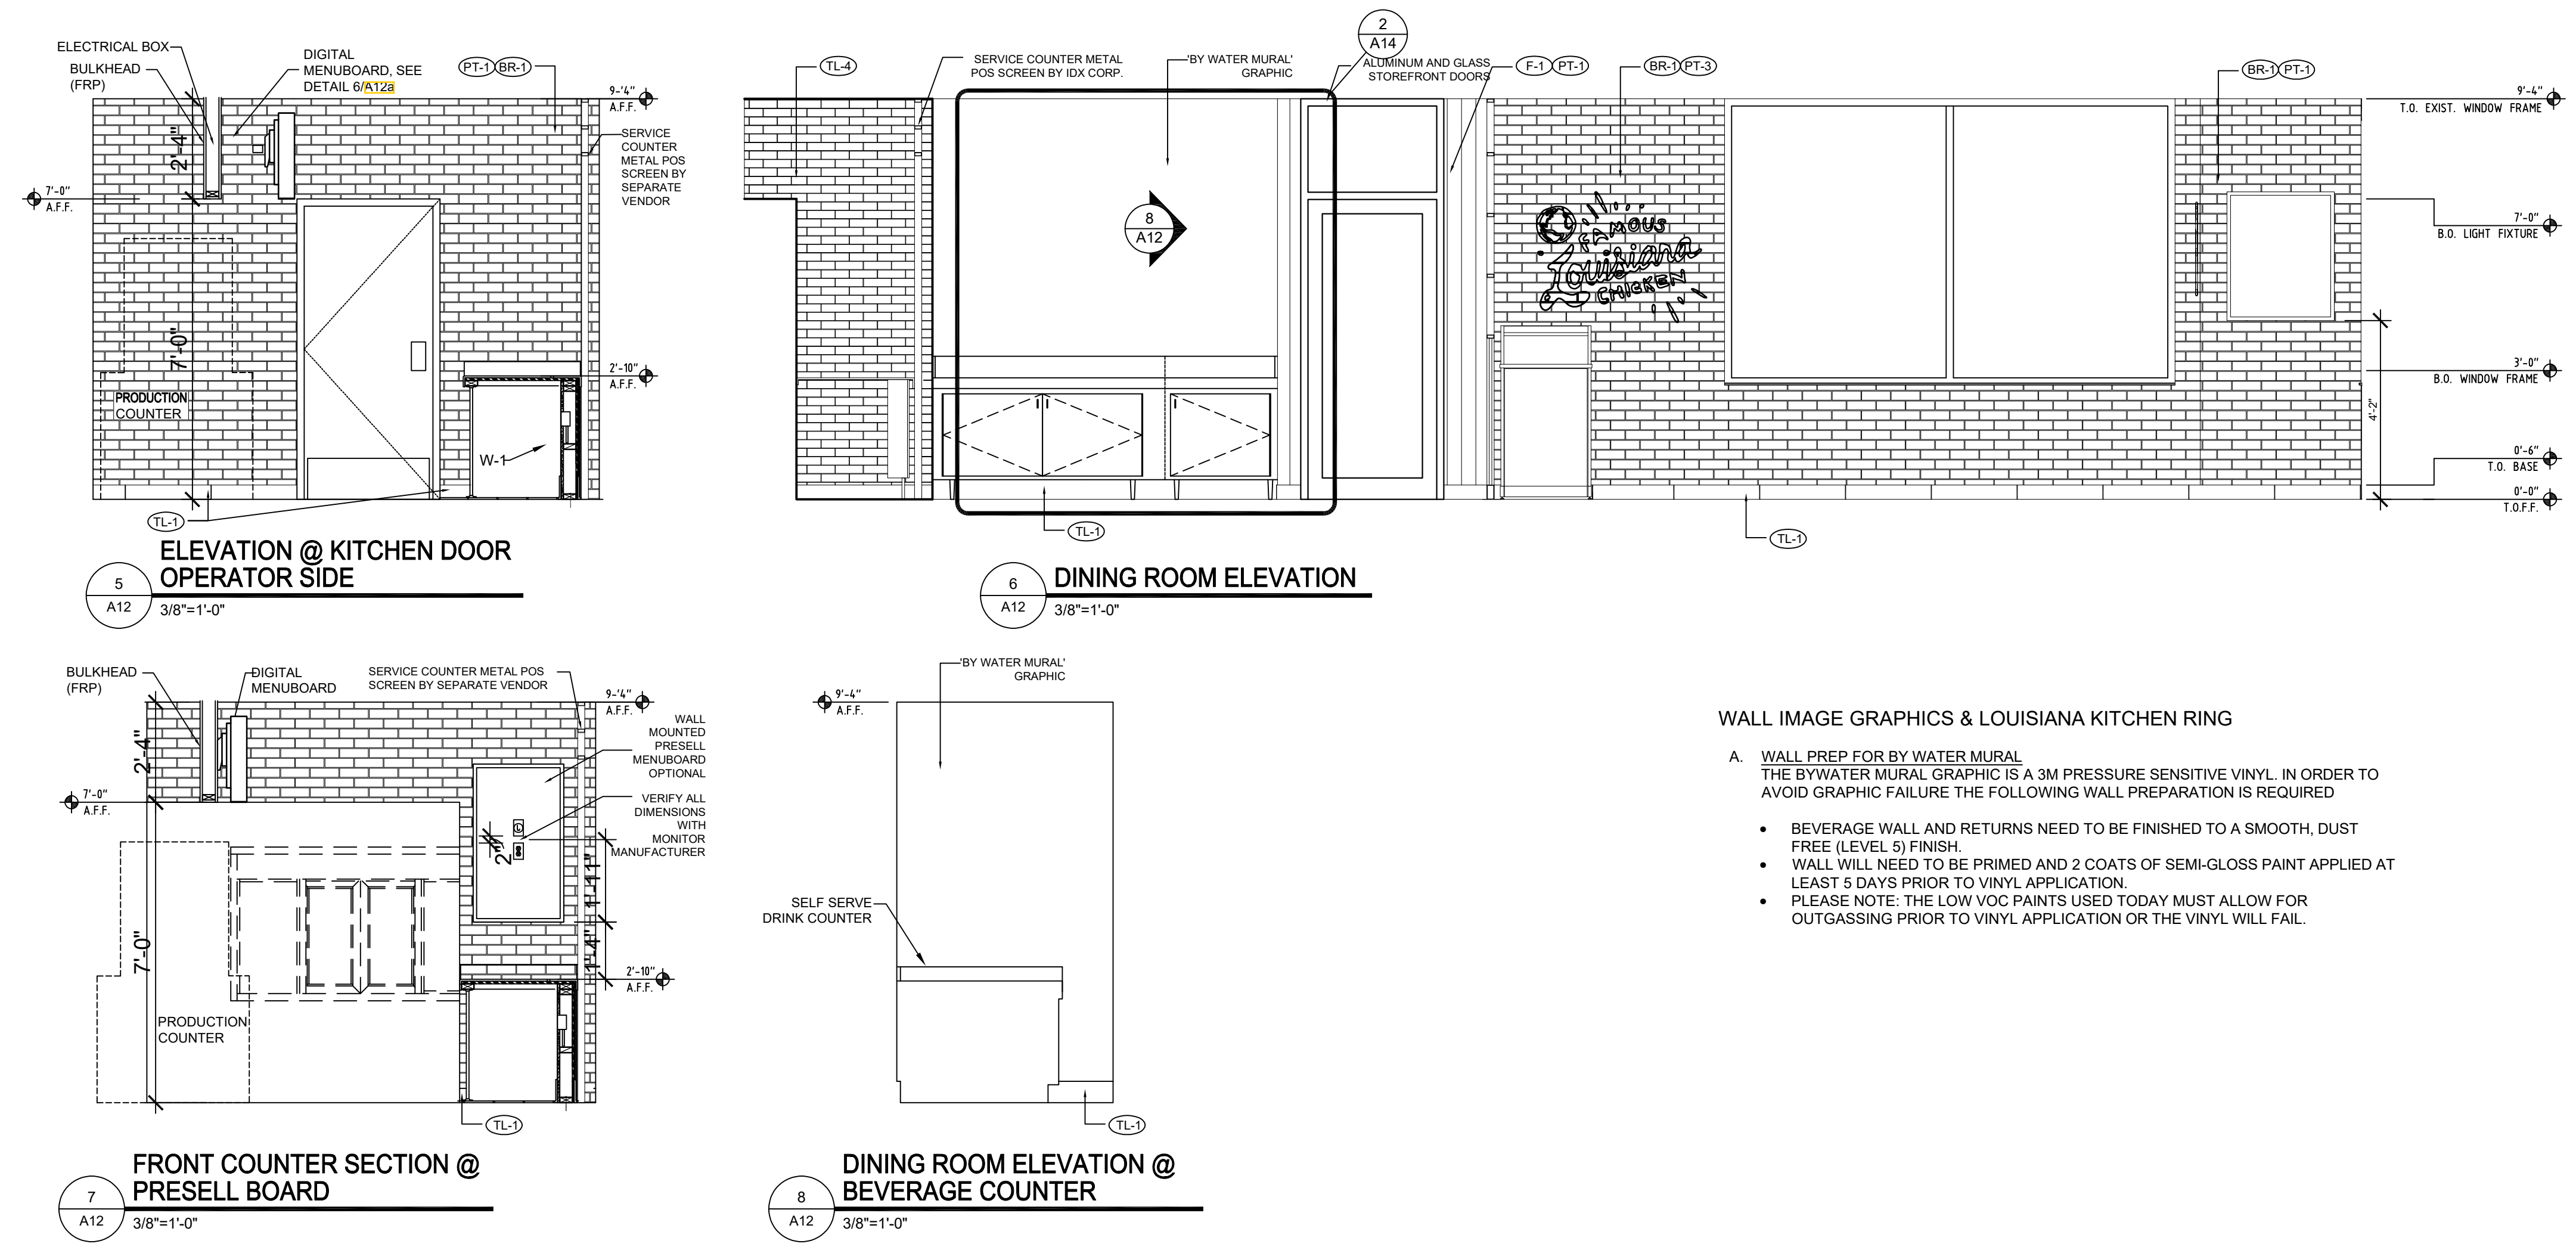 ELECTRICAL BOX
BULKHEAD
(FRP)
DIGITAL
MENUBOARD, SEE
DETAIL 6/A12a
PT-1 BR-1
9-'4"
A.F.F.
SERVICE
COUNTER
METAL POS
SCREEN BY
SEPARATE
VENDOR
2'-4"
7'-0"
A.F.F.
7'-0"
2'-10"
A.F.F.
PRODUCTION
COUNTER
W-1
TL-1
ELEVATION @ KITCHEN DOOR
OPERATOR SIDE
5
A12
3/8"=1'-0"
TL-4
SERVICE COUNTER METAL
POS SCREEN BY IDX CORP.
'BY WATER MURAL'
GRAPHIC
2
A14
ALUMINUM AND GLASS
STOREFRONT DOORS
F-1 PT-1
BR-1 PT-3
BR-1 PT-1
9'-4"
T.O. EXIST. WINDOW FRAME
8
A12
FAMOUS
Louisiana
CHICKEN
7'-0"
B.O. LIGHT FIXTURE
3'-0"
B.O. WINDOW FRAME
4'-2"
0'-6"
T.O. BASE
0'-0"
T.O.F.F.
TL-1
TL-1
DINING ROOM ELEVATION
6
A12
3/8"=1'-0"
BULKHEAD
(FRP)
DIGITAL
MENUBOARD
SERVICE COUNTER METAL POS
SCREEN BY SEPARATE VENDOR
9-'4"
A.F.F.
WALL
MOUNTED
PRESELL
MENUBOARD
OPTIONAL
VERIFY ALL
DIMENSIONS
WITH
MONITOR
MANUFACTURER
2'-4"
7'-0"
A.F.F.
2"
1'-11"
1'-4"
7'-0"
2'-10"
A.F.F.
PRODUCTION
COUNTER
TL-1
FRONT COUNTER SECTION @
PRESELL BOARD
7
A12
3/8"=1'-0"
'BY WATER MURAL'
GRAPHIC
9'-4"
A.F.F.
SELF SERVE
DRINK COUNTER
TL-1
DINING ROOM ELEVATION @
BEVERAGE COUNTER
8
A12
3/8"=1'-0"
WALL IMAGE GRAPHICS & LOUISIANA KITCHEN RING
A. WALL PREP FOR BY WATER MURAL
THE BYWATER MURAL GRAPHIC IS A 3M PRESSURE SENSITIVE VINYL. IN ORDER TO
AVOID GRAPHIC FAILURE THE FOLLOWING WALL PREPARATION IS REQUIRED
• BEVERAGE WALL AND RETURNS NEED TO BE FINISHED TO A SMOOTH, DUST
FREE (LEVEL 5) FINISH.
• WALL WILL NEED TO BE PRIMED AND 2 COATS OF SEMI-GLOSS PAINT APPLIED AT
LEAST 5 DAYS PRIOR TO VINYL APPLICATION.
• PLEASE NOTE: THE LOW VOC PAINTS USED TODAY MUST ALLOW FOR
OUTGASSING PRIOR TO VINYL APPLICATION OR THE VINYL WILL FAIL.